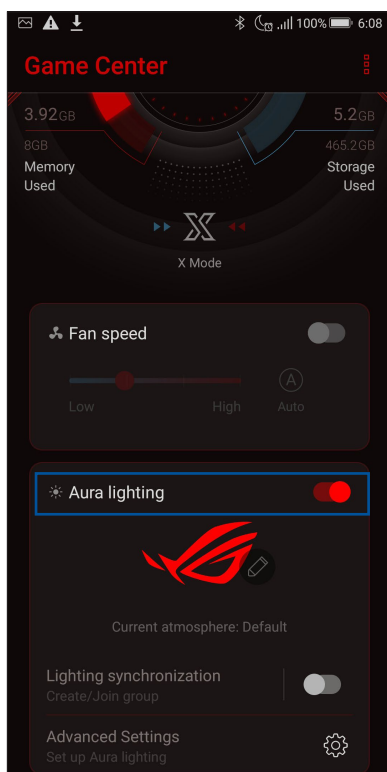 100% 6:08
Game Center
3.92GB 5.2GB
8GB 465.2GB
Memory Storage
Used Used
X Mode
Fan speed
A
Low High Auto
Aura lighting
Current atmosphere: Default
Lighting synchronization
Create/Join group
Advanced Settings
Set up Aura lighting